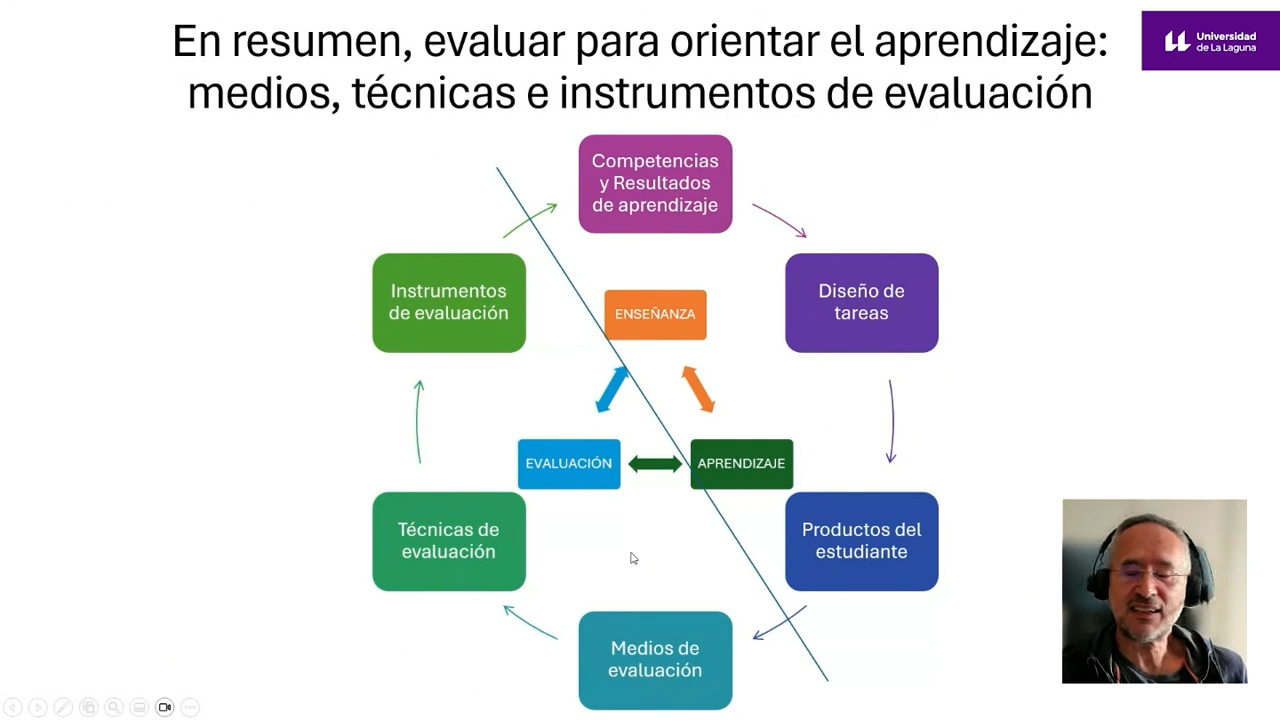 En resumen, evaluar para orientar el aprendizaje:
medios, técnicas e instrumentos de evaluación
Universidad
de La Laguna
Competencias
y Resultados
de aprendizaje
Instrumentos
de evaluación
ENSEÑANZA
Diseño de
tareas
EVALUACIÓN
APRENDIZAJE
Técnicas de
evaluación
Productos del
estudiante
Medios de
evaluación